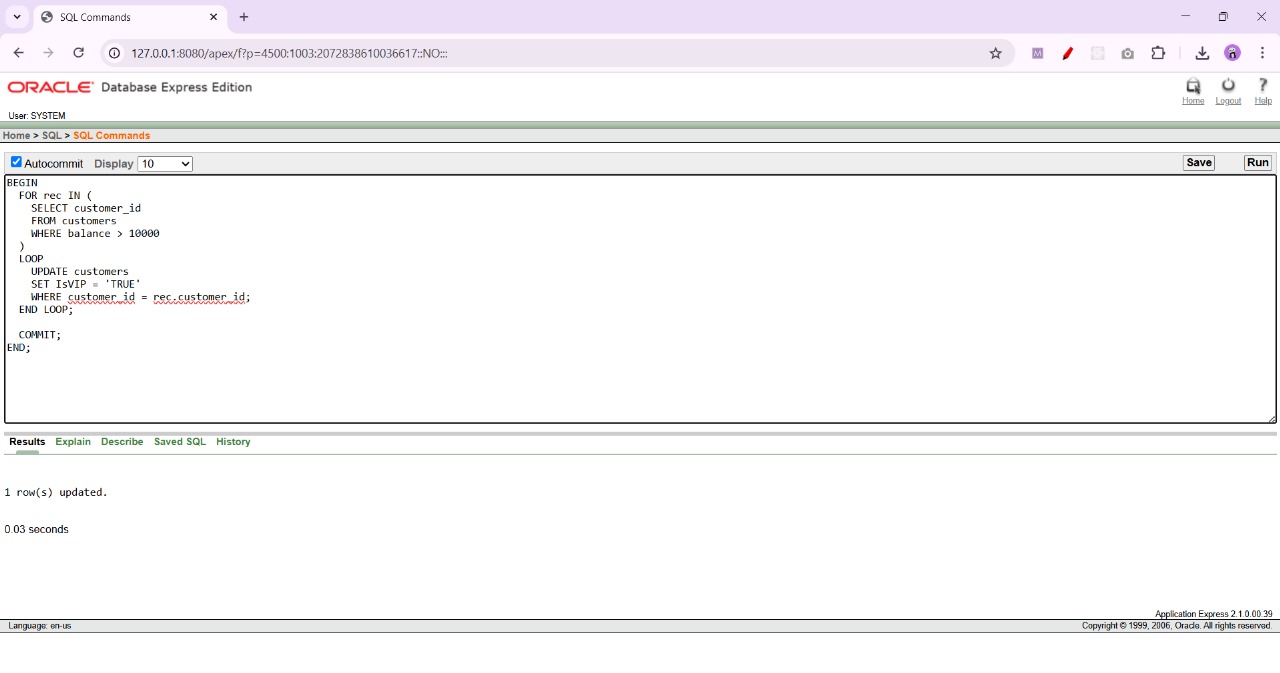 SQL Commands
127.0.0.1:8080/apex/f?p=4500:1003:2072838610036617::NO:::
ORACLE Database Express Edition
Home Logout Help
User: SYSTEM
Home > SQL > SQL Commands
Autocommit Display 10 Save Run
BEGIN
FOR rec IN (
SELECT customer_id
FROM customers
WHERE balance > 10000
)
LOOP
UPDATE customers
SET IsVIP = 'TRUE'
WHERE customer_id = rec.customer_id;
END LOOP;
COMMIT;
END;
Results Explain Describe Saved SQL History
1 row(s) updated.
0.03 seconds
Application Express 2.1.0.00.39
Language: en-us Copyright © 1999, 2006, Oracle. All rights reserved.